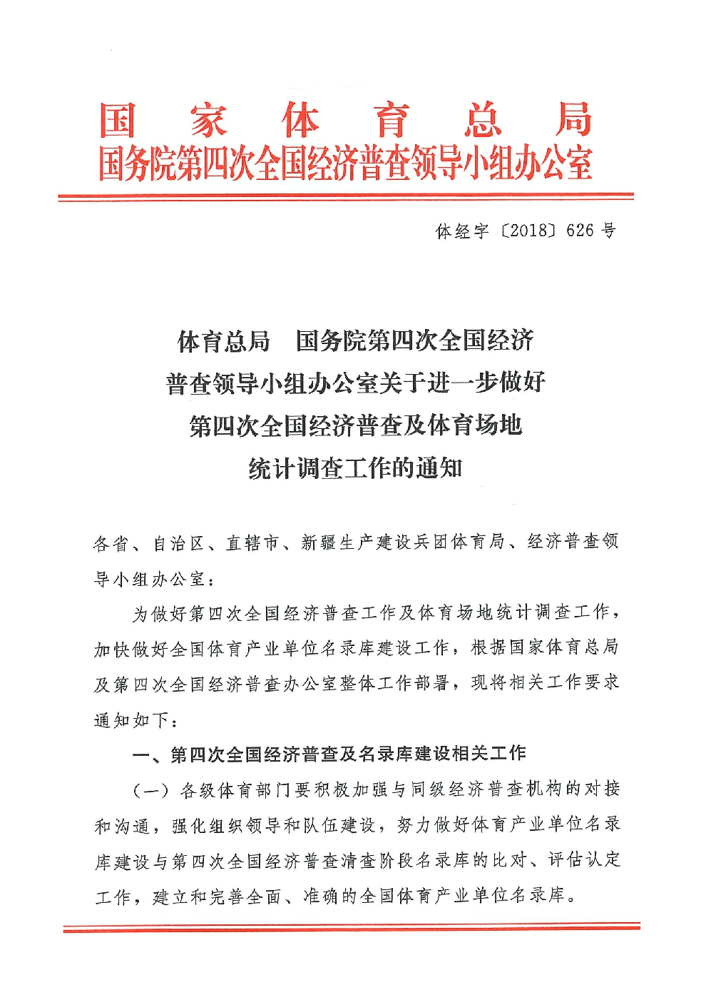 国家体育总局
国务院第四次全国经济普查领导小组办公室
体经字〔2018〕626号
体育总局　国务院第四次全国经济
普查领导小组办公室关于进一步做好
第四次全国经济普查及体育场地
统计调查工作的通知
各省、自治区、直辖市、新疆生产建设兵团体育局、经济普查领
导小组办公室：
为做好第四次全国经济普查工作及体育场地统计调查工作，
加快做好全国体育产业单位名录库建设工作，根据国家体育总局
及第四次全国经济普查办公室整体工作部署，现将相关工作要求
通知如下：
一、第四次全国经济普查及名录库建设相关工作
（一）各级体育部门要积极加强与同级经济普查机构的对接
和沟通，强化组织领导和队伍建设，努力做好体育产业单位名录
库建设与第四次全国经济普查清查阶段名录库的比对、评估认定
工作，建立和完善全面、准确的全国体育产业单位名录库。